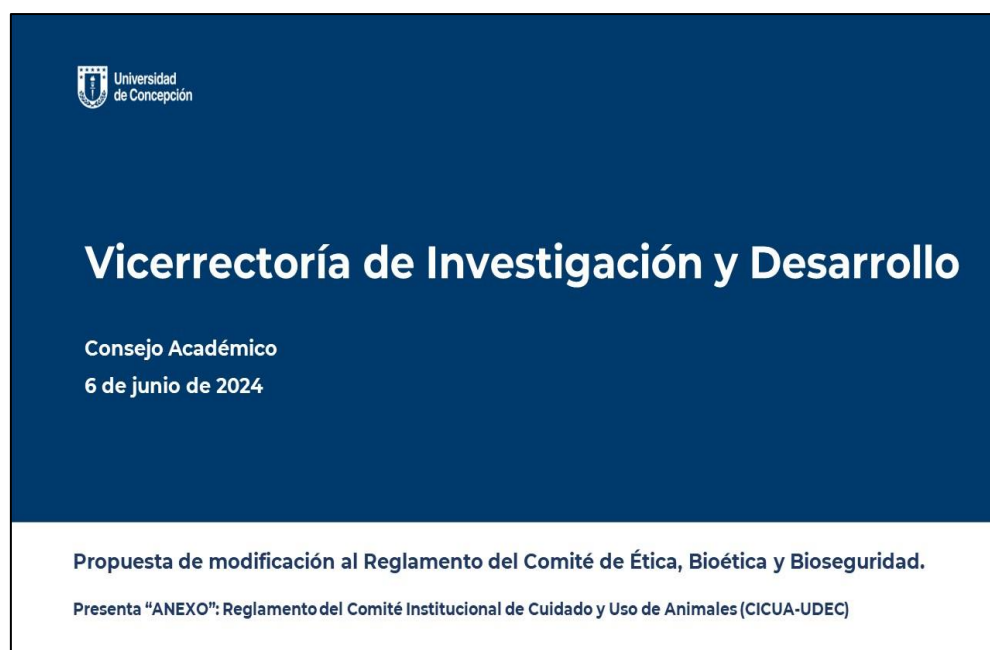 Universidad
de Concepción
Vicerrectoría de Investigación y Desarrollo
Consejo Académico
6 de junio de 2024
Propuesta de modificación al Reglamento del Comité de Ética, Bioética y Bioseguridad.
Presenta “ANEXO”: Reglamento del Comité Institucional de Cuidado y Uso de Animales (CICUA-UDEC)